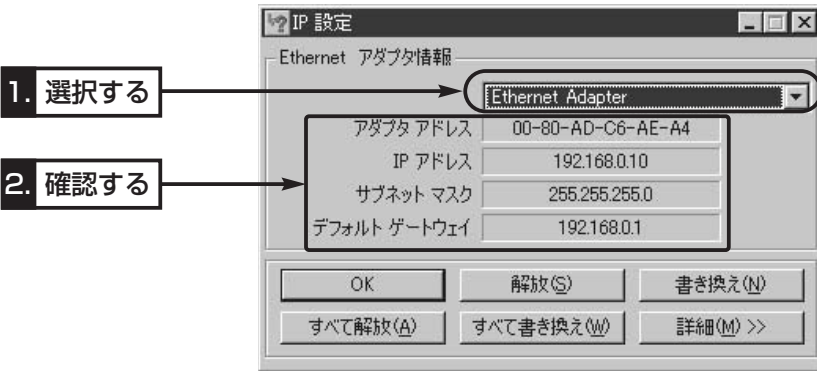 IP 設定
Ethernet アダプタ情報
1. 選択する
Ethernet Adapter
アダプタ アドレス 00-80-AD-C6-AE-A4
IP アドレス 192.168.0.10
2. 確認する
サブネット マスク 255.255.255.0
デフォルト ゲートウェイ 192.168.0.1
OK 解放(S) 書き換え(N)
すべて解放(A) すべて書き換え(W) 詳細(M) >>